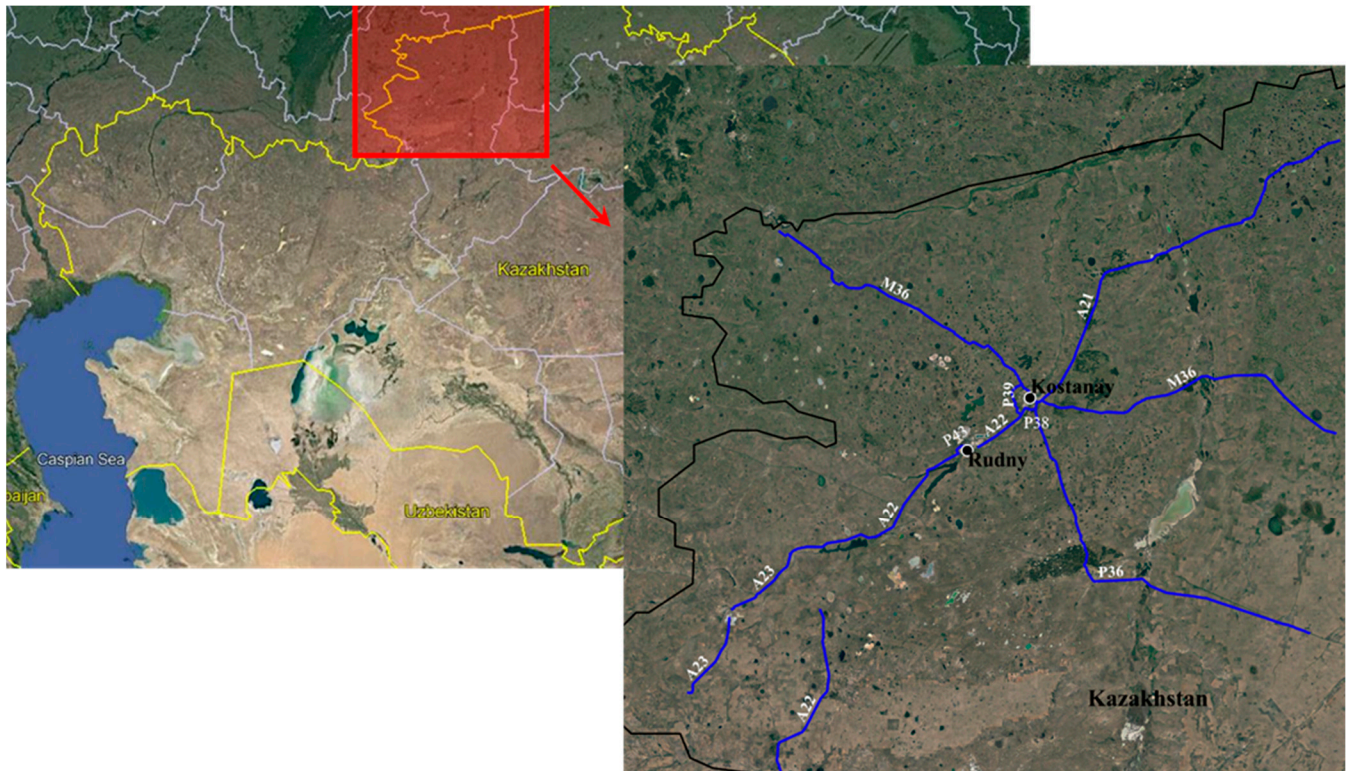 Kazakhstan
Caspian Sea
baijan
Uzbekistan
M36
A21
Kostanay
M36
P39
P38
A22
P43
Rudny
A22
A23
P36
A23
A22
Kazakhstan